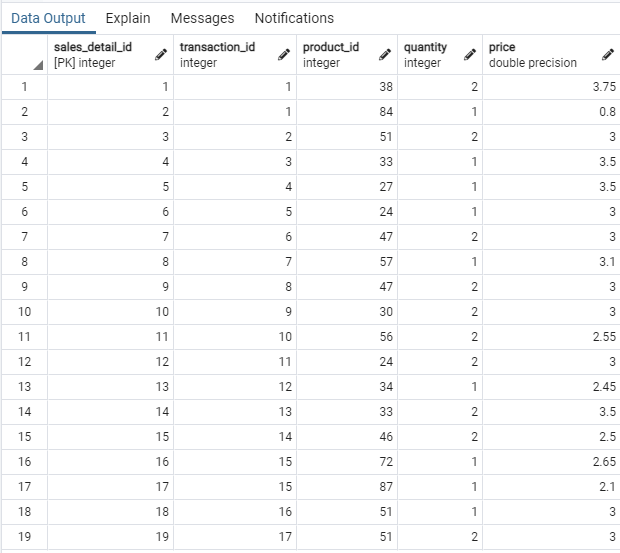 Data Output Explain Messages Notifications
sales_detail_id transaction_id product_id quantity price
[PK] integer integer integer integer double precision
1 1 1 38 2 3.75
2 2 1 84 1 0.8
3 3 2 51 2 3
4 4 3 33 1 3.5
5 5 4 27 1 3.5
6 6 5 24 1 3
7 7 6 47 2 3
8 8 7 57 1 3.1
9 9 8 47 2 3
10 10 9 30 2 3
11 11 10 56 2 2.55
12 12 11 24 2 3
13 13 12 34 1 2.45
14 14 13 33 2 3.5
15 15 14 46 2 2.5
16 16 15 72 1 2.65
17 17 15 87 1 2.1
18 18 16 51 1 3
19 19 17 51 2 3